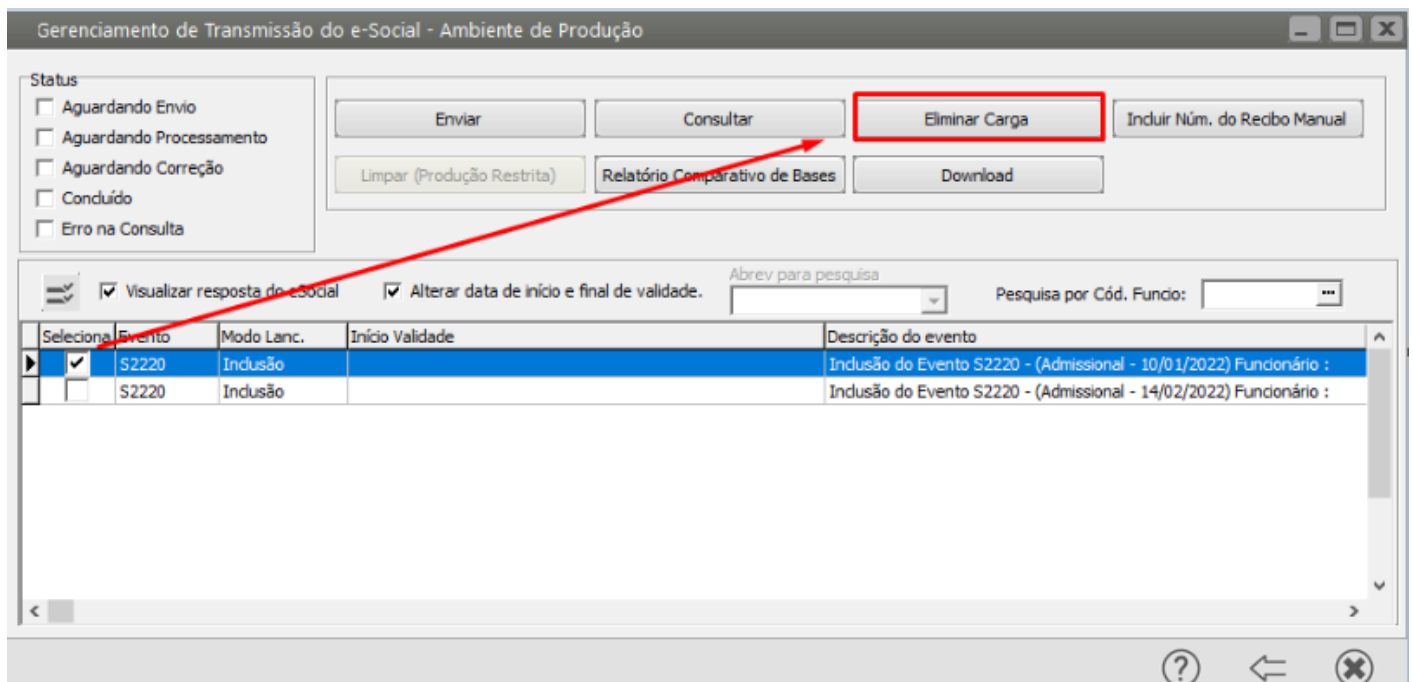 Gerenciamento de Transmissão do e-Social - Ambiente de Produção
Status
Aguardando Envio
Aguardando Processamento
Aguardando Correção
Concluído
Erro na Consulta
Enviar
Consultar
Eliminar Carga
Incluir Núm. do Recibo Manual
Limpar (Produção Restrita)
Relatório Comparativo de Bases
Download
Visualizar resposta do eSocial
Alterar data de início e final de validade.
Abrev para pesquisa
Pesquisa por Cód. Funcio:
Seleciona Evento Modo Lanc. Início Validade Descrição do evento
S2220 Inclusão Inclusão do Evento S2220 - (Admissional - 10/01/2022) Funcionário :
S2220 Inclusão Inclusão do Evento S2220 - (Admissional - 14/02/2022) Funcionário :